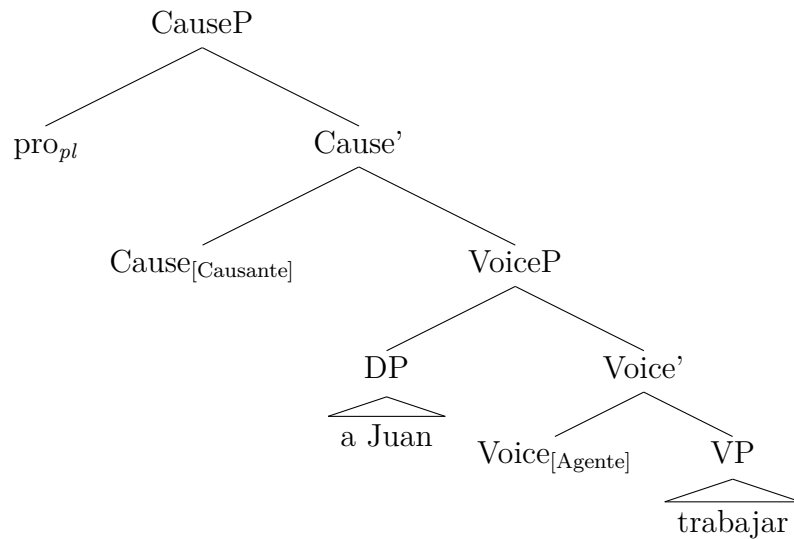 CauseP
pro_pl Cause'
Cause_[Causante] VoiceP
DP Voice'
a Juan Voice_[Agente] VP
trabajar